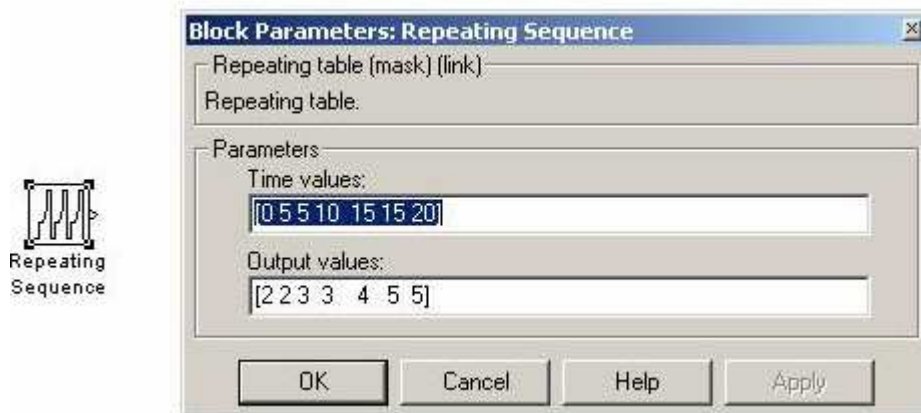 Block Parameters: Repeating Sequence
Repeating table (mask) (link)
Repeating table.
Parameters
Time values:
[0 5 5 10 15 15 20]
Output values:
[2 2 3 3 4 5 5]
OK Cancel Help Apply
Repeating
Sequence